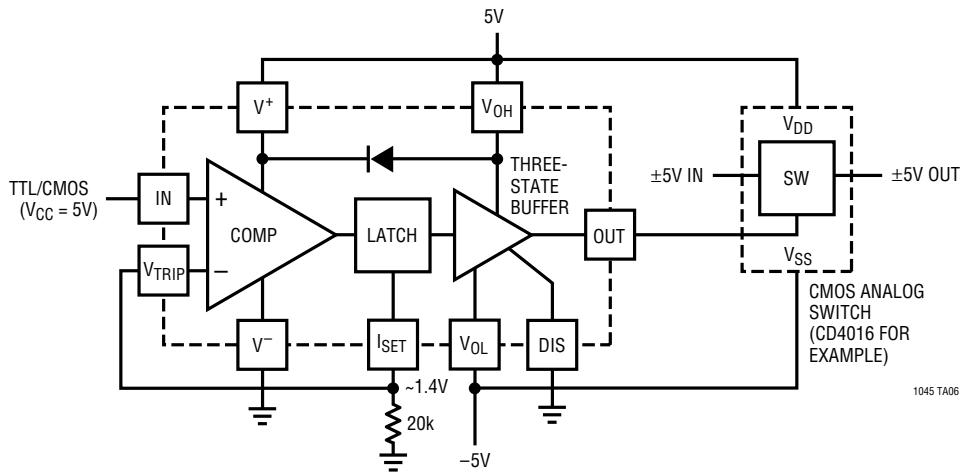 5V
V+
VOH
VDD
THREE-
STATE
BUFFER
TTL/CMOS
(VCC = 5V)
IN
+
COMP
LATCH
OUT
±5V IN
SW
±5V OUT
VTRIP
–
VSS
CMOS ANALOG
SWITCH
(CD4016 FOR
EXAMPLE)
V–
ISET
VOL
DIS
~1.4V
20k
–5V
1045 TA06